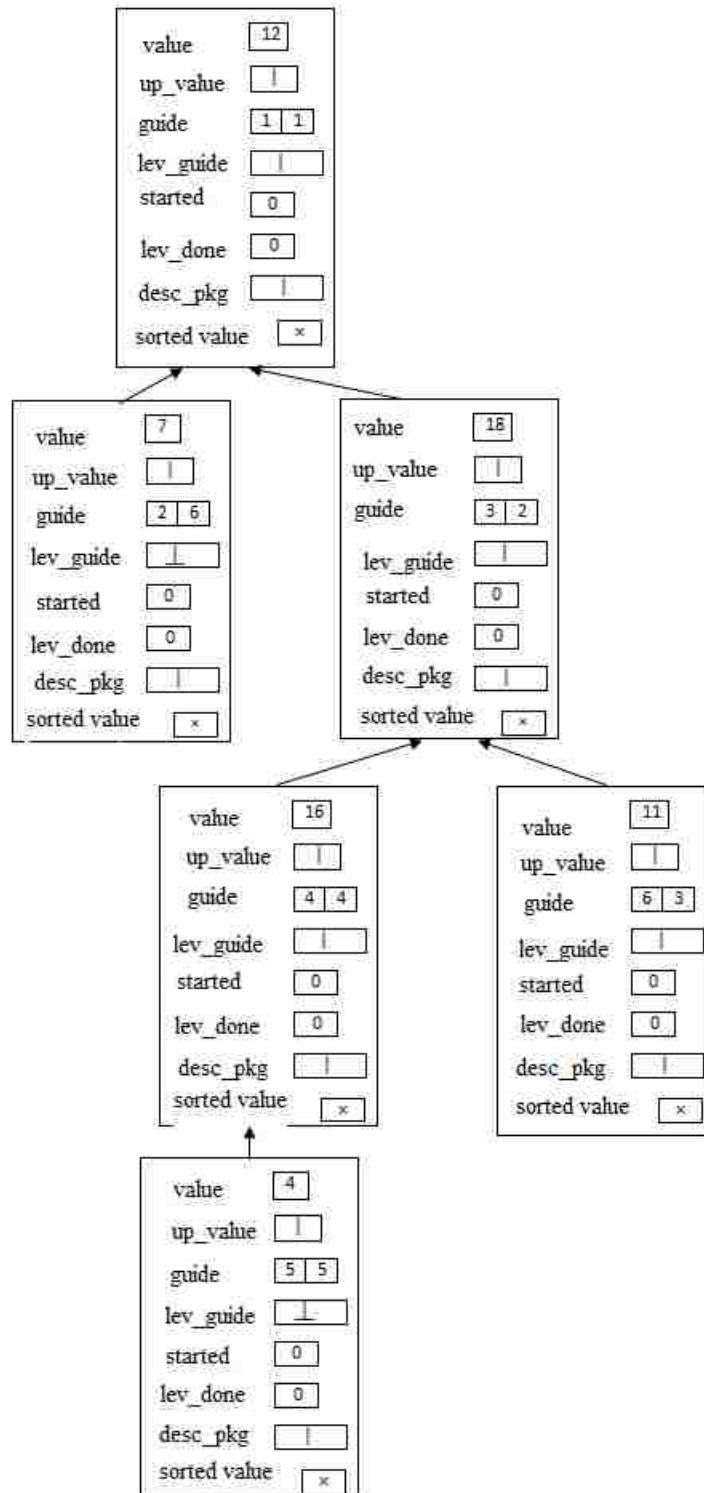 value 12
up_value |
guide 1 1
lev_guide |
started 0
lev_done 0
desc_pkg |
sorted value ×
value 7
up_value |
guide 2 6
lev_guide ⊥
started 0
lev_done 0
desc_pkg |
sorted value ×
value 18
up_value |
guide 3 2
lev_guide |
started 0
lev_done 0
desc_pkg |
sorted value ×
value 16
up_value |
guide 4 4
lev_guide |
started 0
lev_done 0
desc_pkg |
sorted value ×
value 11
up_value |
guide 6 3
lev_guide |
started 0
lev_done 0
desc_pkg |
sorted value ×
value 4
up_value |
guide 5 5
lev_guide ⊥
started 0
lev_done 0
desc_pkg |
sorted value ×